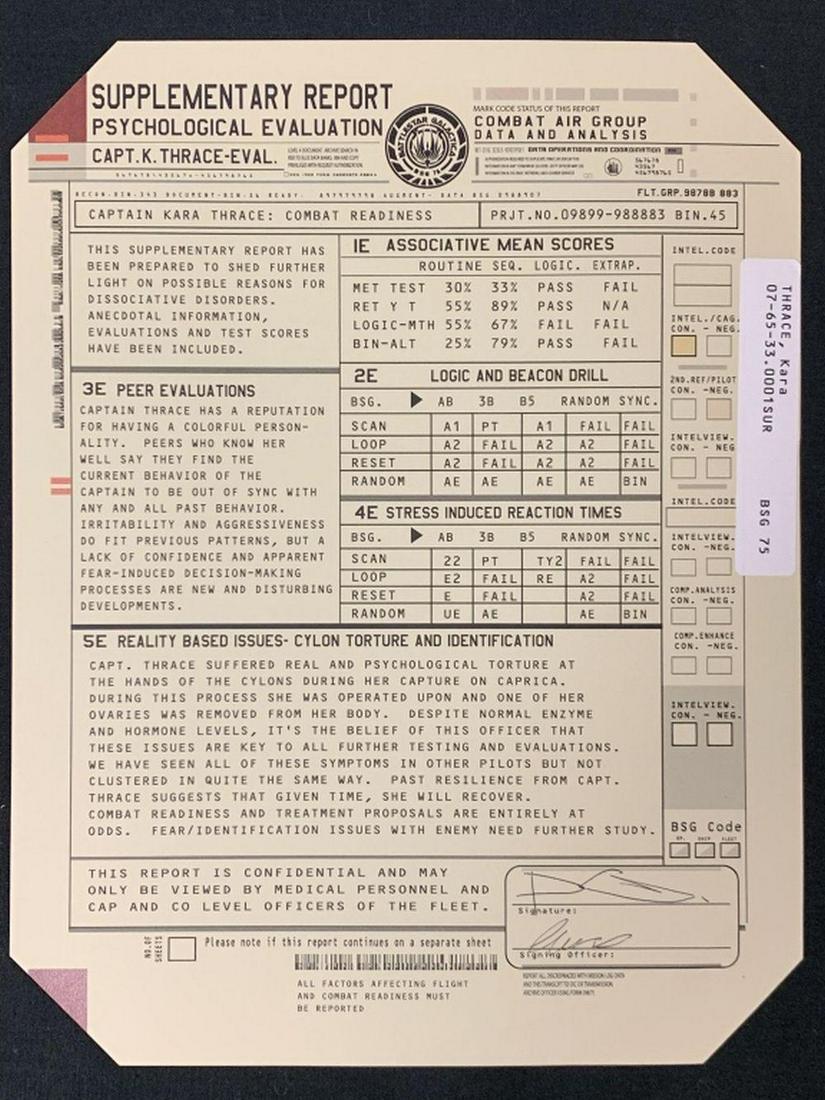 SUPPLEMENTARY REPORT
PSYCHOLOGICAL EVALUATION
CAPT.K.THRACE-EVAL.
BATTLESTAR GALACTICA
BSG 75
MARK CODE STATUS OF THIS REPORT
COMBAT AIR GROUP
DATA AND ANALYSIS
DATA OPERATIONS AND COORDINATION
FLT.GRP.98788 883
CAPTAIN KARA THRACE: COMBAT READINESS
PRJT.NO.09899-988883 BIN.45
THIS SUPPLEMENTARY REPORT HAS
BEEN PREPARED TO SHED FURTHER
LIGHT ON POSSIBLE REASONS FOR
DISSOCIATIVE DISORDERS.
ANECDOTAL INFORMATION,
EVALUATIONS AND TEST SCORES
HAVE BEEN INCLUDED.
1E ASSOCIATIVE MEAN SCORES
ROUTINE SEQ. LOGIC. EXTRAP.
MET TEST 30% 33% PASS FAIL
RET Y T 55% 89% PASS N/A
LOGIC-MTH 55% 67% FAIL FAIL
BIN-ALT 25% 79% PASS FAIL
2E LOGIC AND BEACON DRILL
BSG. ▶ AB 3B B5 RANDOM SYNC.
SCAN A1 PT A1 FAIL FAIL
LOOP A2 FAIL A2 A2 FAIL
RESET A2 FAIL A2 A2 FAIL
RANDOM AE AE AE AE BIN
3E PEER EVALUATIONS
CAPTAIN THRACE HAS A REPUTATION
FOR HAVING A COLORFUL PERSON-
ALITY. PEERS WHO KNOW HER
WELL SAY THEY FIND THE
CURRENT BEHAVIOR OF THE
CAPTAIN TO BE OUT OF SYNC WITH
ANY AND ALL PAST BEHAVIOR.
IRRITABILITY AND AGGRESSIVENESS
DO FIT PREVIOUS PATTERNS, BUT A
LACK OF CONFIDENCE AND APPARENT
FEAR-INDUCED DECISION-MAKING
PROCESSES ARE NEW AND DISTURBING
DEVELOPMENTS.
4E STRESS INDUCED REACTION TIMES
BSG. ▶ AB 3B B5 RANDOM SYNC.
SCAN 22 PT TY2 FAIL FAIL
LOOP E2 FAIL RE A2 FAIL
RESET E FAIL A2 FAIL
RANDOM UE AE AE BIN
5E REALITY BASED ISSUES- CYLON TORTURE AND IDENTIFICATION
CAPT. THRACE SUFFERED REAL AND PSYCHOLOGICAL TORTURE AT
THE HANDS OF THE CYLONS DURING HER CAPTURE ON CAPRICA.
DURING THIS PROCESS SHE WAS OPERATED UPON AND ONE OF HER
OVARIES WAS REMOVED FROM HER BODY. DESPITE NORMAL ENZYME
AND HORMONE LEVELS, IT'S THE BELIEF OF THIS OFFICER THAT
THESE ISSUES ARE KEY TO ALL FURTHER TESTING AND EVALUATIONS.
WE HAVE SEEN ALL OF THESE SYMPTOMS IN OTHER PILOTS BUT NOT
CLUSTERED IN QUITE THE SAME WAY. PAST RESILIENCE FROM CAPT.
THRACE SUGGESTS THAT GIVEN TIME, SHE WILL RECOVER.
COMBAT READINESS AND TREATMENT PROPOSALS ARE ENTIRELY AT
ODDS. FEAR/IDENTIFICATION ISSUES WITH ENEMY NEED FURTHER STUDY.
INTEL.CODE
INTEL./CAG.
CON. - NEG.
2ND.REF/PILOT
CON. - NEG.
INTELVIEW.
CON. - NEG
INTEL.CODE
INTELVIEW.
CON. - NEG.
COMP.ANALYSIS
CON. -NEG.
COMP.ENHANCE
CON. -NEG.
INTELVIEW.
CON. - NEG.
BSG Code
THRACE, Kara
07-65-33.0001SUR
BSG 75
THIS REPORT IS CONFIDENTIAL AND MAY
ONLY BE VIEWED BY MEDICAL PERSONNEL AND
CAP AND CO LEVEL OFFICERS OF THE FLEET.
Signature:
Signing Officer:
NO.OF
SHEETS
Please note if this report continues on a separate sheet
ALL FACTORS AFFECTING FLIGHT
AND COMBAT READINESS MUST
BE REPORTED
REPORT ALL DISCREPANCIES WITH MISSION LOG DATA